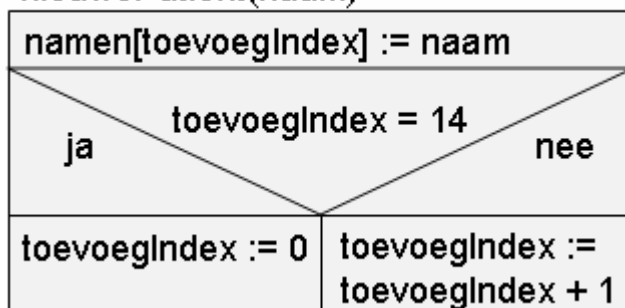 namen[toevoegIndex] := naam
toevoegIndex = 14
ja
nee
toevoegIndex := 0
toevoegIndex :=
toevoegIndex + 1